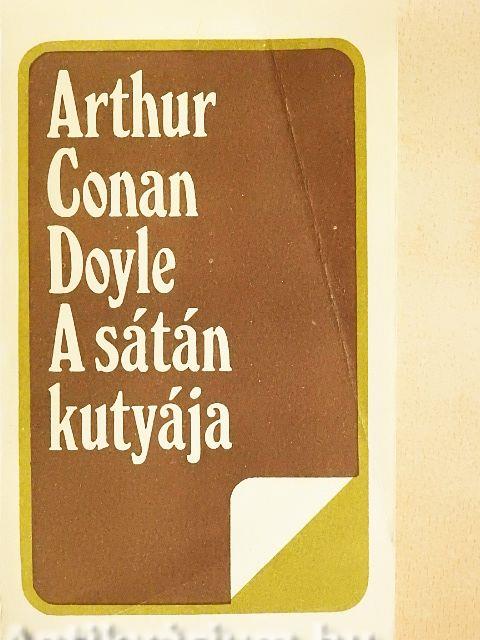 Arthur
Conan
Doyle
A sátán
kutyája